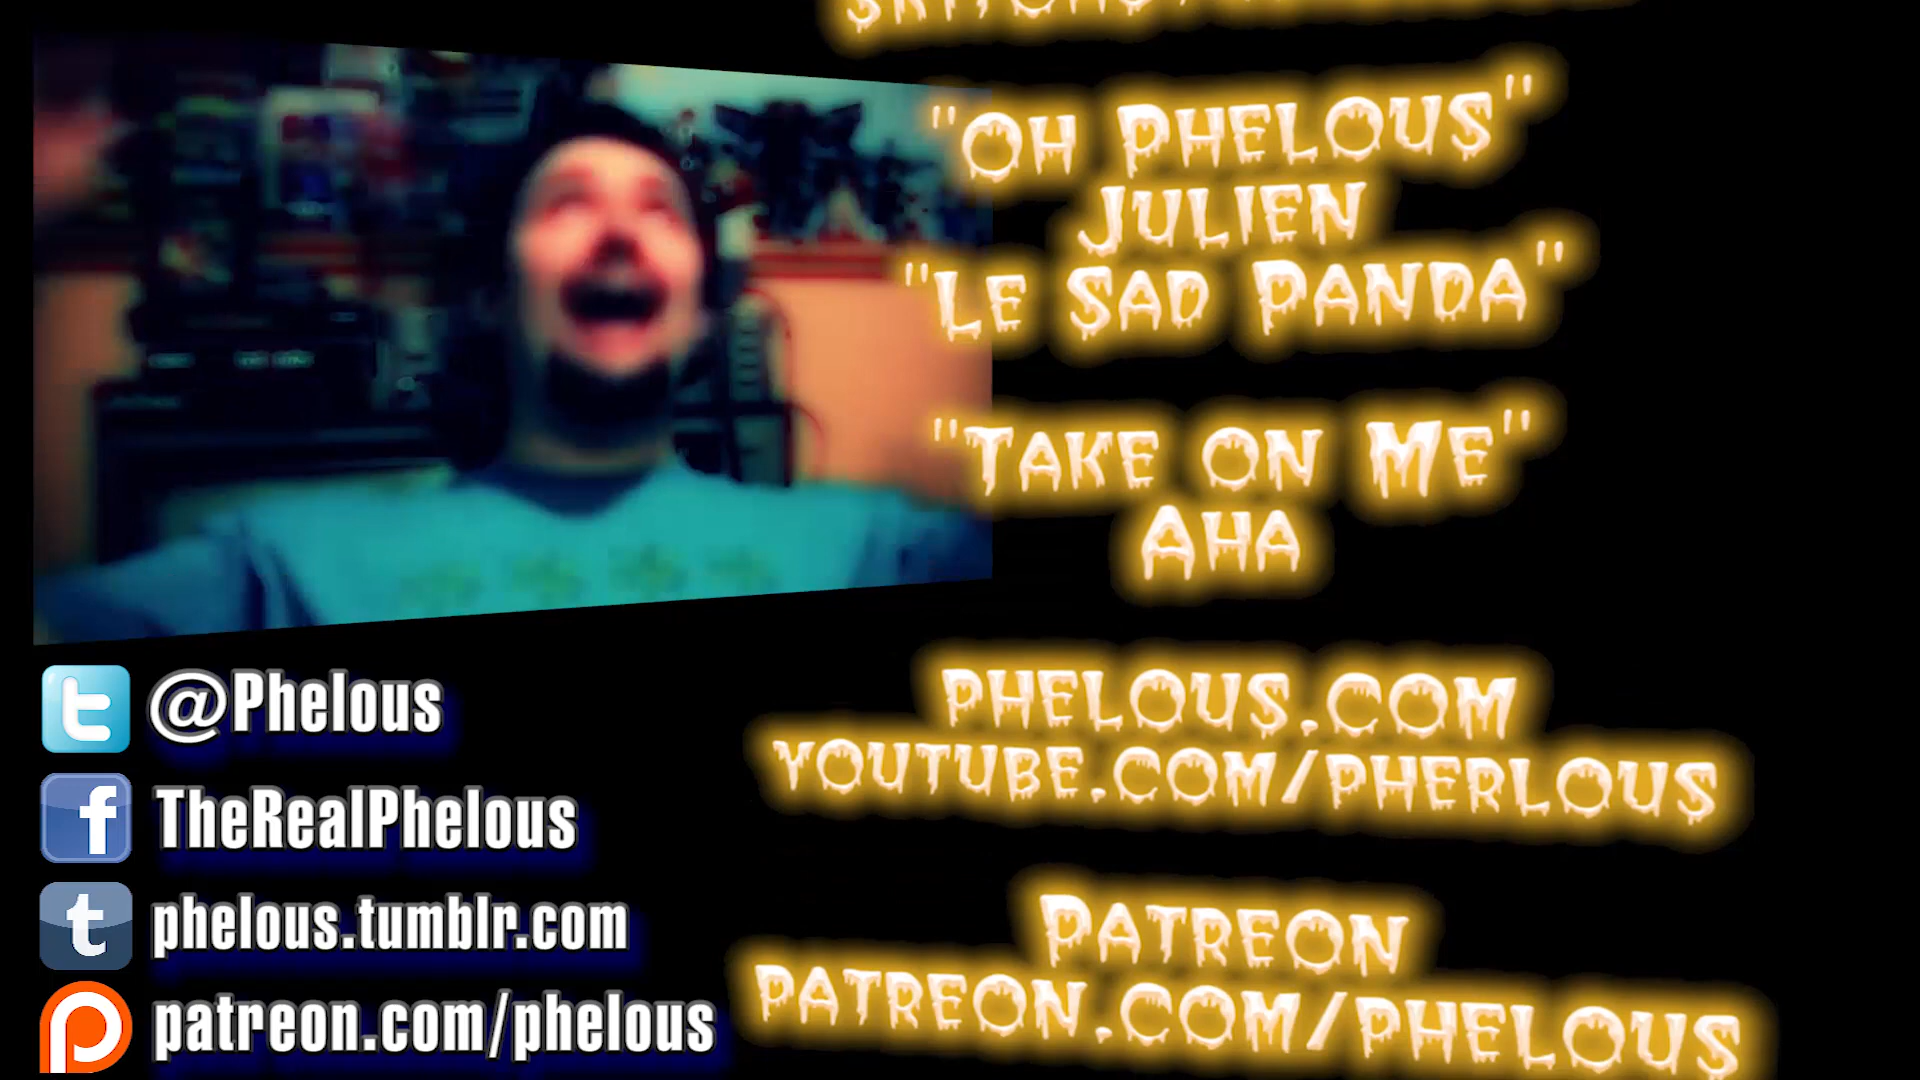 "Oh Phelous"
Julien
"Le Sad Panda"
"Take on Me"
Aha
phelous.com
youtube.com/pherlous
Patreon
patreon.com/phelous
@Phelous
TheRealPhelous
phelous.tumblr.com
patreon.com/phelous